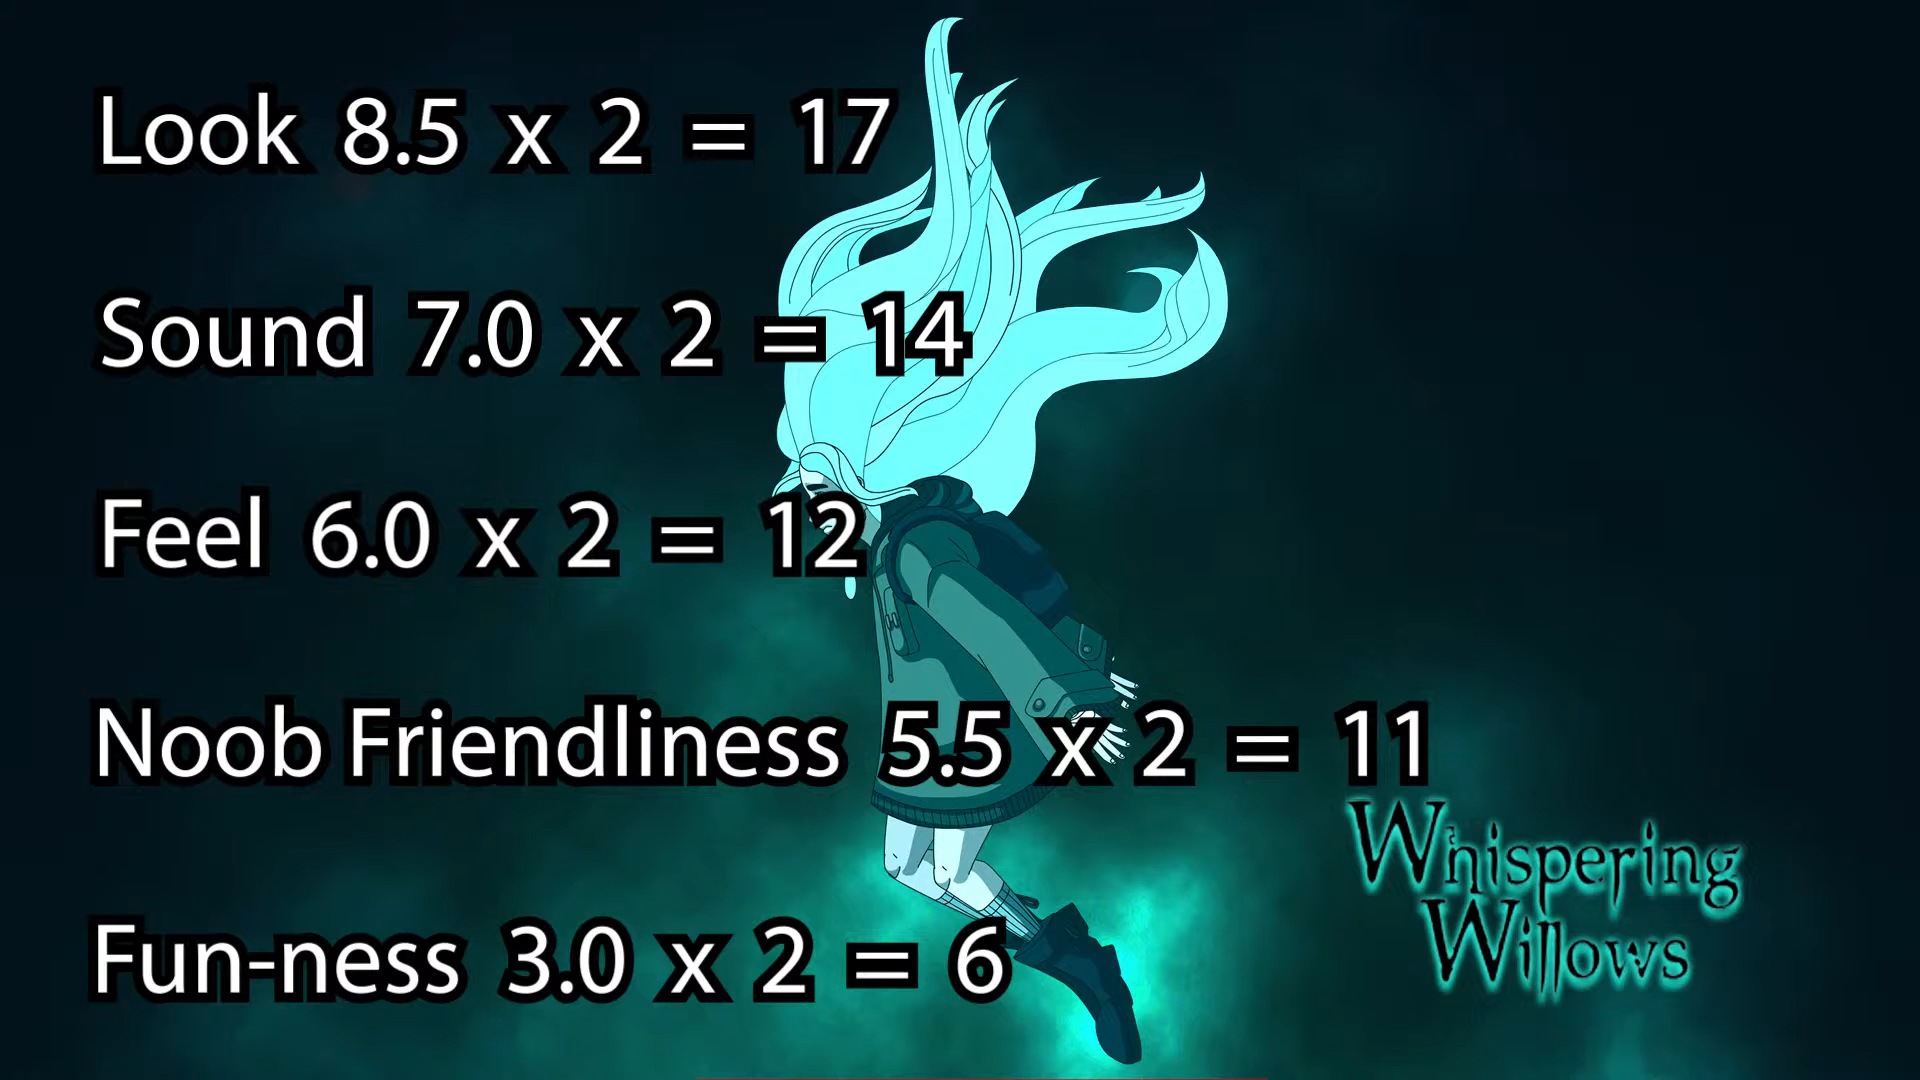 Look 8.5 x 2 = 17
Sound 7.0 x 2 = 14
Feel 6.0 x 2 = 12
Noob Friendliness 5.5 x 2 = 11
Fun-ness 3.0 x 2 = 6
Whispering
Willows